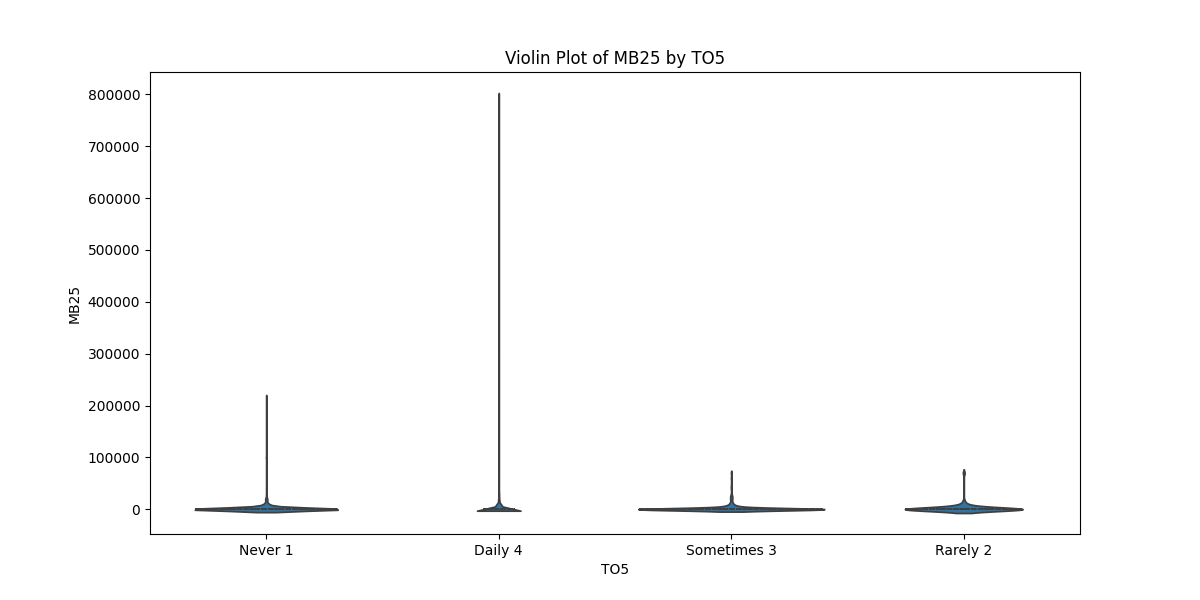 Violin Plot of MB25 by TO5
800000
700000
600000
500000
400000
300000
200000
100000
0
MB25
Never 1
Daily 4
Sometimes 3
Rarely 2
TO5